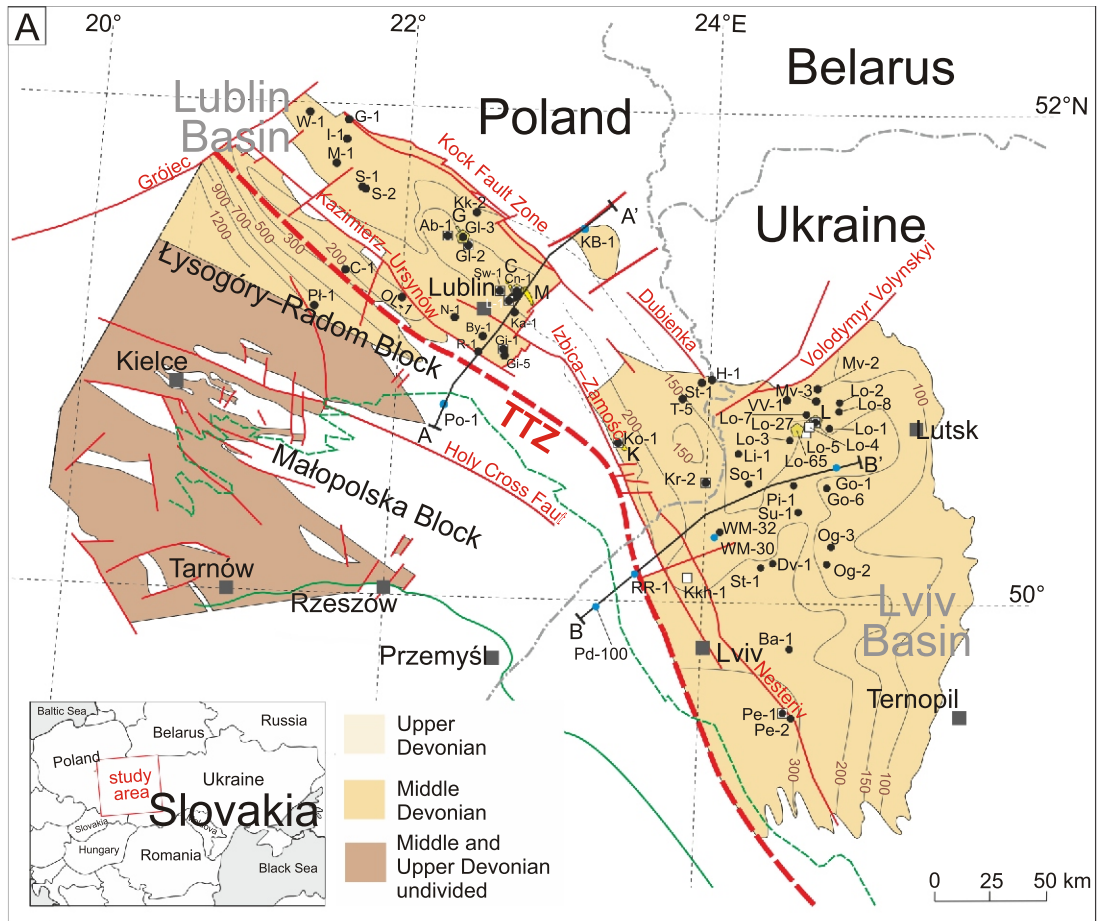 A
20°
22°
24°E
Belarus
52°N
Lublin
Basin
Poland
W-1
G-1
I-1
M-1
S-1
S-2
Grójec
Kock Fault Zone
Kazimierz
Ursynów
Ukraine
A'
KB-1
900
700
500
300
1200
200
Kk-2
Ab-1
G
Gl-3
Gl-2
C
Sw-1
Cn-1
Lublin
M
C-1
OL-1
Pł-1
N-1
Ka-1
By-1
R-1
Gi-1
Gi-5
Łysogóry–Radom Block
Dubienka
Volodymyr Volynskyi
Izbica–Zamość
Kielce
TTZ
Po-1
A
Holy Cross Fault
Małopolska Block
H-1
150
St-1
T-5
200
150
Ko-1
K
Kr-2
Mv-2
Mv-3
VV-1
Lo-2
Lo-8
Lo-7
L
Lo-27
Lo-1
Lo-3
Lo-5
Lo-4
Li-1
Lo-65
100
Lutsk
B'
So-1
Go-1
Pi-1
Go-6
Su-1
WM-32
WM-30
Og-3
Dv-1
St-1
Og-2
Tarnów
Rzeszów
RR-1
Kkh-1
50°
B
Pd-100
Przemyśl
Lviv
Basin
Ba-1
Lviv
Nesteriv
Ternopil
Pe-1
Pe-2
300
200
150
100
Baltic Sea
Russia
Belarus
Poland
study
area
Ukraine
Slovakia
Slovakia
Hungary
Romania
Black Sea
Upper
Devonian
Middle
Devonian
Middle and
Upper Devonian
undivided
0 25 50 km